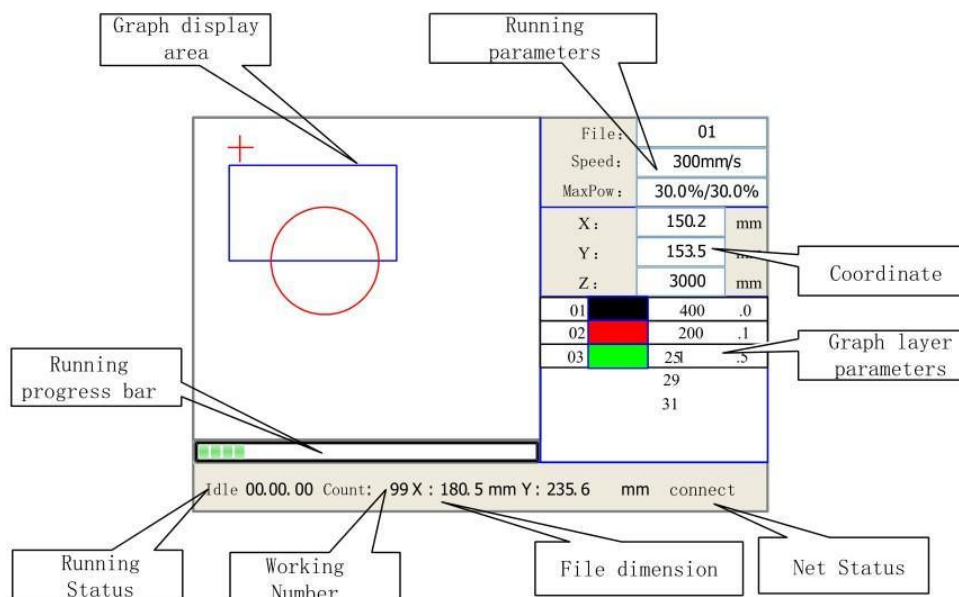 Graph display
area
Running
parameters
File: 01
Speed: 300mm/s
MaxPow: 30.0%/30.0%
X: 150.2 mm
Y: 153.5
Z: 3000 mm
Coordinate
01 400 .0
02 200 .1
03 .5
29
31
Graph layer
parameters
Running
progress bar
Idle 00.00.00 Count: 99 X : 180.5 mm Y : 235.6 mm connect
Running
Status
Working
Number
File dimension
Net Status